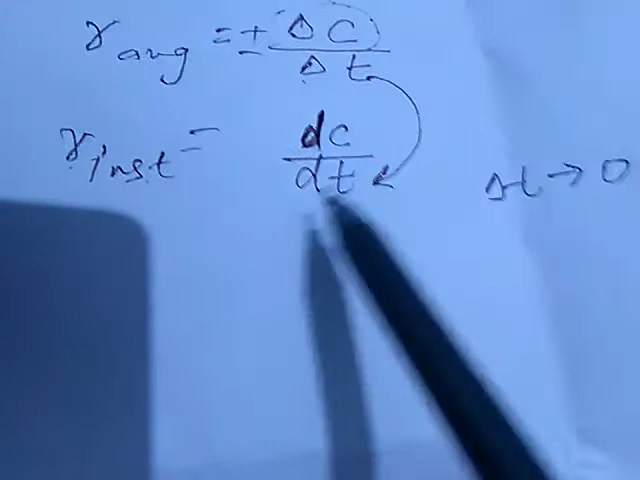 r avg = ± Δc / Δt
r inst = dc / dt
Δt → 0